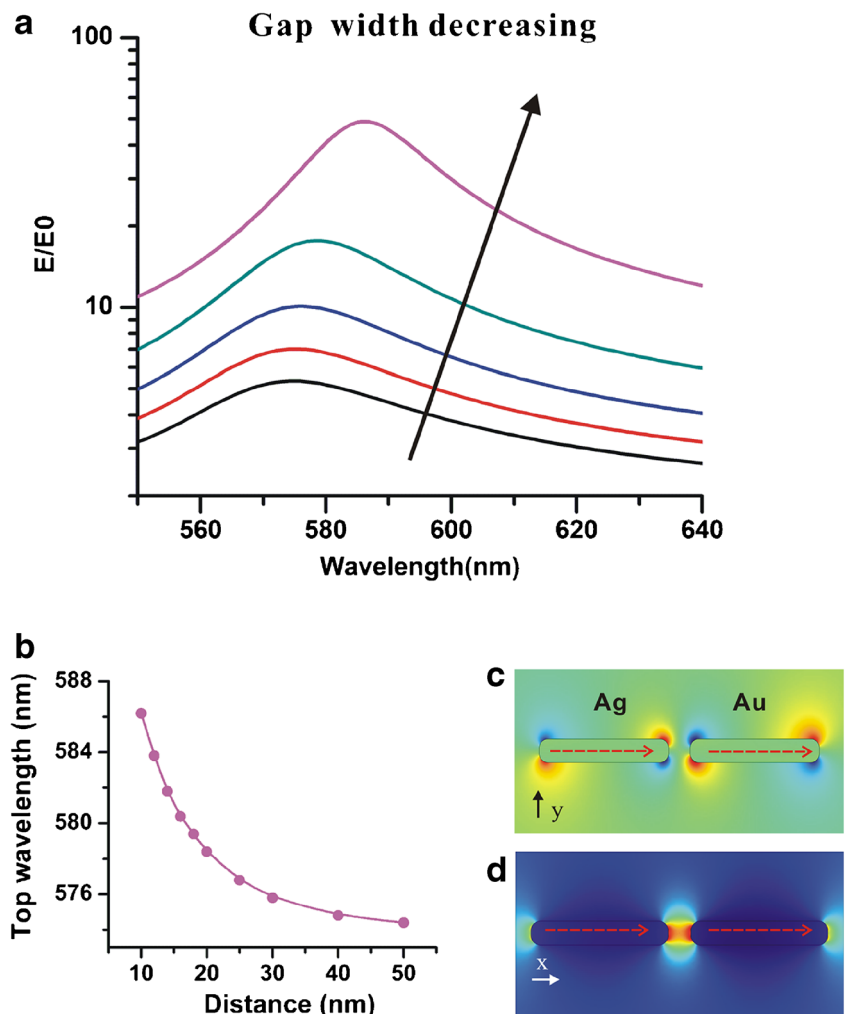 a
Gap width decreasing
100
10
E/E0
560 580 600 620 640
Wavelength(nm)
b
Top wavelength (nm)
588
584
580
576
10 20 30 40 50
Distance (nm)
c
Ag Au
y
d
x